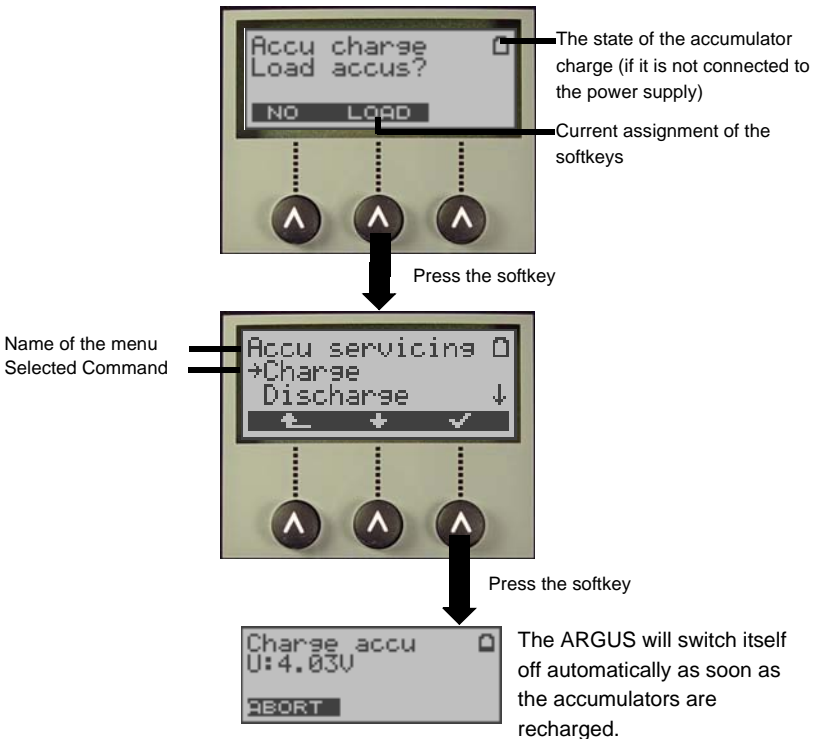 Accu charge
Load accus?
NO LOAD
The state of the accumulator
charge (if it is not connected to
the power supply)
Current assignment of the
softkeys
Press the softkey
Name of the menu
Selected Command
Accu servicing
→Charge
Discharge ↓
Press the softkey
Charge accu
U:4.03V
ABORT
The ARGUS will switch itself
off automatically as soon as
the accumulators are
recharged.